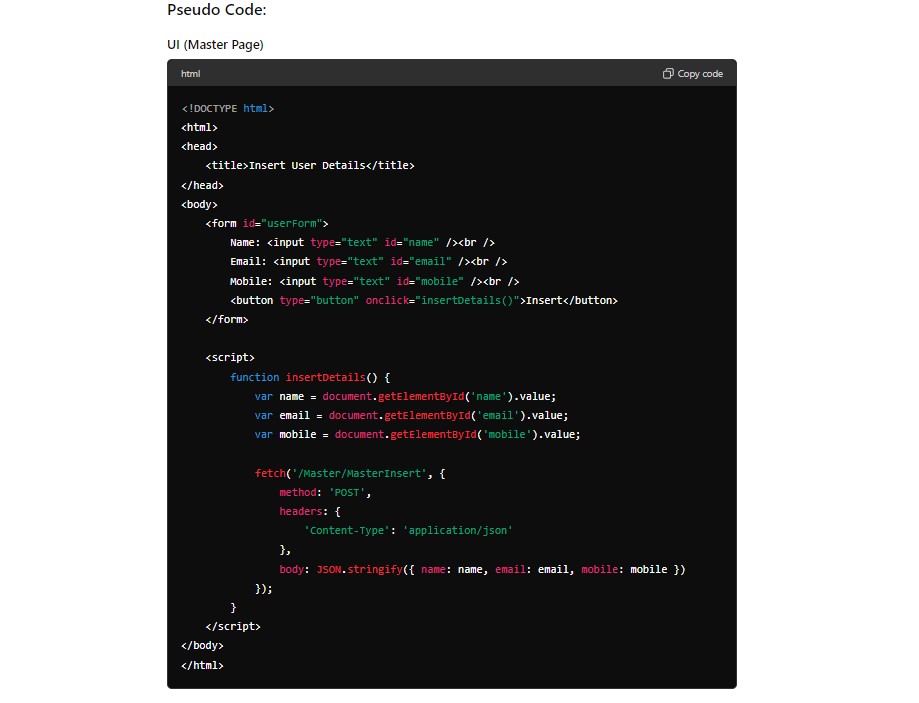 Pseudo Code:
UI (Master Page)
html
Copy code
<!DOCTYPE html>
<html>
<head>
    <title>Insert User Details</title>
</head>
<body>
    <form id="userForm">
        Name: <input type="text" id="name" /><br />
        Email: <input type="text" id="email" /><br />
        Mobile: <input type="text" id="mobile" /><br />
        <button type="button" onclick="insertDetails()">Insert</button>
    </form>

    <script>
        function insertDetails() {
            var name = document.getElementById('name').value;
            var email = document.getElementById('email').value;
            var mobile = document.getElementById('mobile').value;

            fetch('/Master/MasterInsert', {
                method: 'POST',
                headers: {
                    'Content-Type': 'application/json'
                },
                body: JSON.stringify({ name: name, email: email, mobile: mobile })
            });
        }
    </script>
</body>
</html>